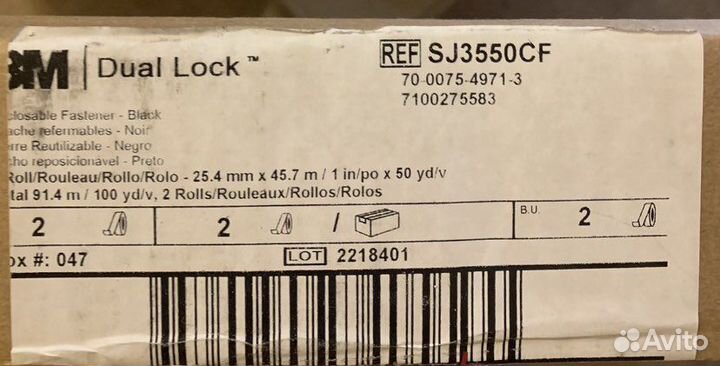 3M Dual Lock™ REF SJ3550CF
70-0075-4971-3
7100275583
closable Fastener - Black
ache refermables - Noir
erre Reutilizable - Negro
cho reposicionável - Preto
Roll/Rouleau/Rollo/Rolo - 25.4 mm x 45.7 m / 1 in/po x 50 yd/v
tal 91.4 m / 100 yd/v, 2 Rolls/Rouleaux/Rollos/Rolos
2 2 / B.U. 2
ox #: 047 LOT 2218401
Avito